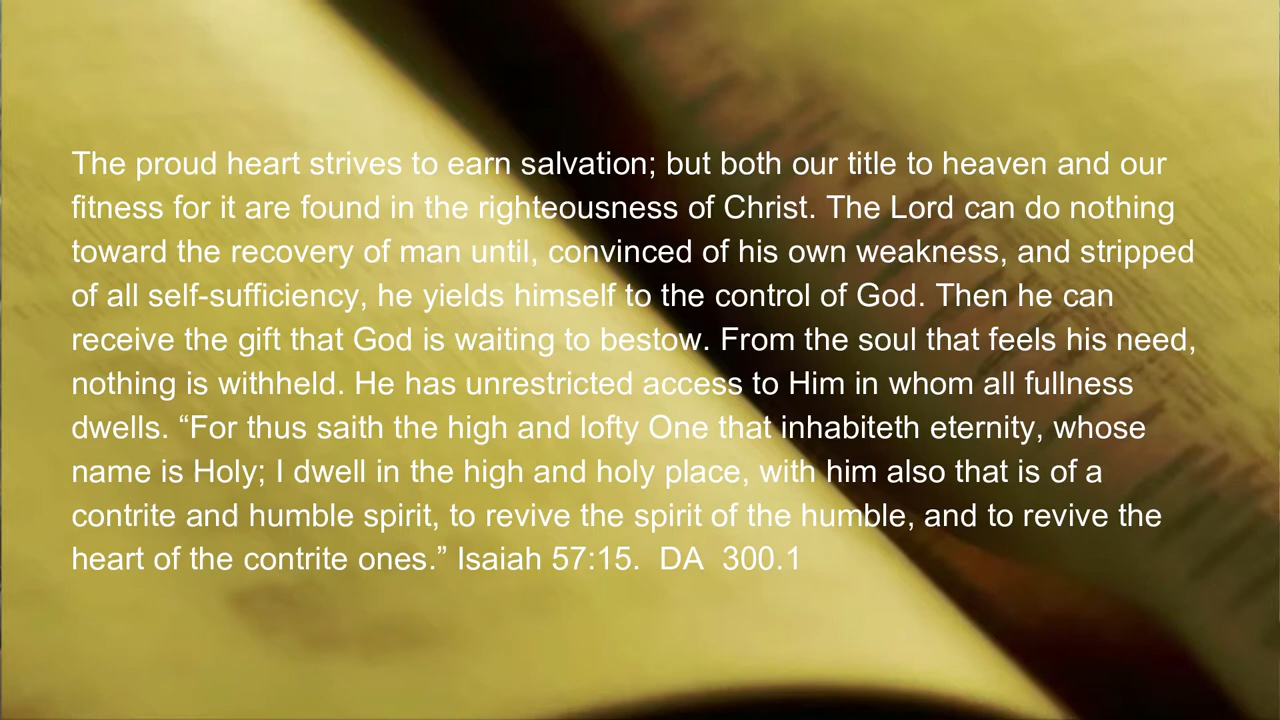 The proud heart strives to earn salvation; but both our title to heaven and our
fitness for it are found in the righteousness of Christ. The Lord can do nothing
toward the recovery of man until, convinced of his own weakness, and stripped
of all self-sufficiency, he yields himself to the control of God. Then he can
receive the gift that God is waiting to bestow. From the soul that feels his need,
nothing is withheld. He has unrestricted access to Him in whom all fullness
dwells. “For thus saith the high and lofty One that inhabiteth eternity, whose
name is Holy; I dwell in the high and holy place, with him also that is of a
contrite and humble spirit, to revive the spirit of the humble, and to revive the
heart of the contrite ones.” Isaiah 57:15.  DA  300.1